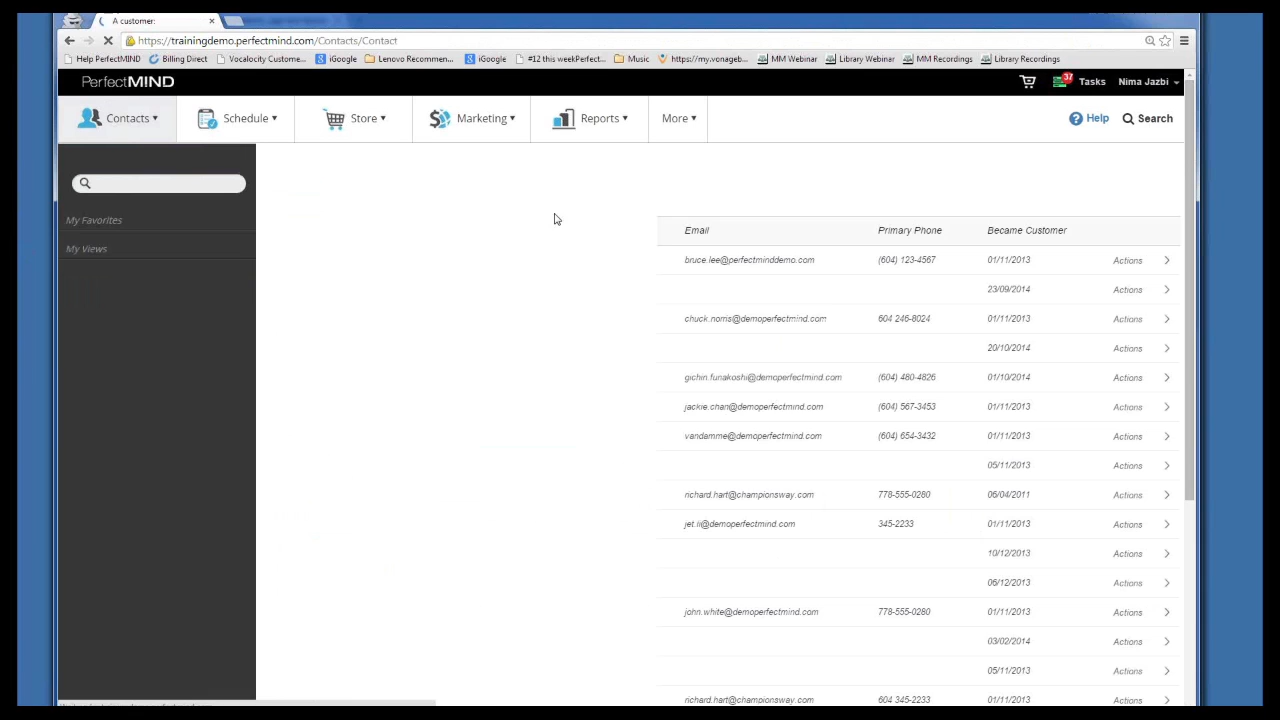 A customer:
https://trainingdemo.perfectmind.com/Contacts/Contact
Help PerfectMIND Billing Direct Vocalocity Custome... iGoogle Lenovo Recommen... iGoogle #12 this weekPerfect... Music https://my.vonageb... MM Webinar Library Webinar MM Recordings Library Recordings
PerfectMIND 37 Tasks Nima Jazbi
Contacts Schedule Store Marketing Reports More Help Search
My Favorites
My Views
Email Primary Phone Became Customer
bruce.lee@perfectminddemo.com (604) 123-4567 01/11/2013 Actions
23/09/2014 Actions
chuck.norris@demoperfectmind.com 604 246-8024 01/11/2013 Actions
20/10/2014 Actions
gichin.funakoshi@demoperfectmind.com (604) 480-4826 01/10/2014 Actions
jackie.chan@demoperfectmind.com (604) 567-3453 01/11/2013 Actions
vandamme@demoperfectmind.com (604) 654-3432 01/11/2013 Actions
05/11/2013 Actions
richard.hart@championsway.com 778-555-0280 06/04/2011 Actions
jet.li@demoperfectmind.com 345-2233 01/11/2013 Actions
10/12/2013 Actions
06/12/2013 Actions
john.white@demoperfectmind.com 778-555-0280 01/11/2013 Actions
03/02/2014 Actions
05/11/2013 Actions
richard.hart@championsway.com 604 345-2233 01/11/2013 Actions